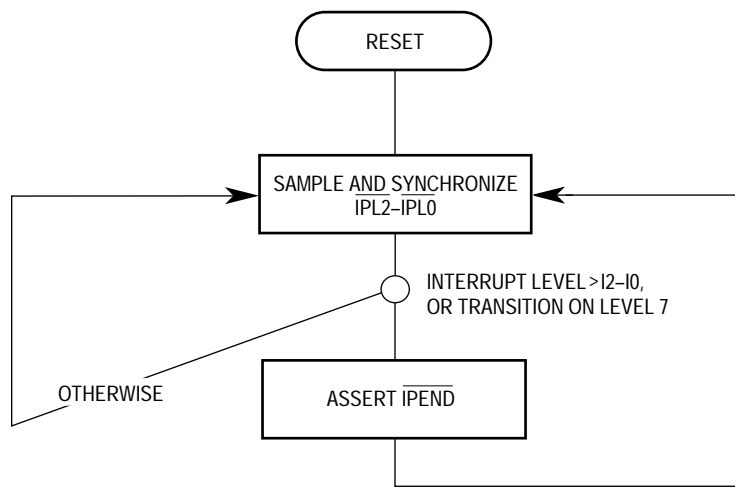 RESET
SAMPLE AND SYNCHRONIZE
IPL2–IPL0
INTERRUPT LEVEL > I2–I0,
OR TRANSITION ON LEVEL 7
OTHERWISE
ASSERT IPEND